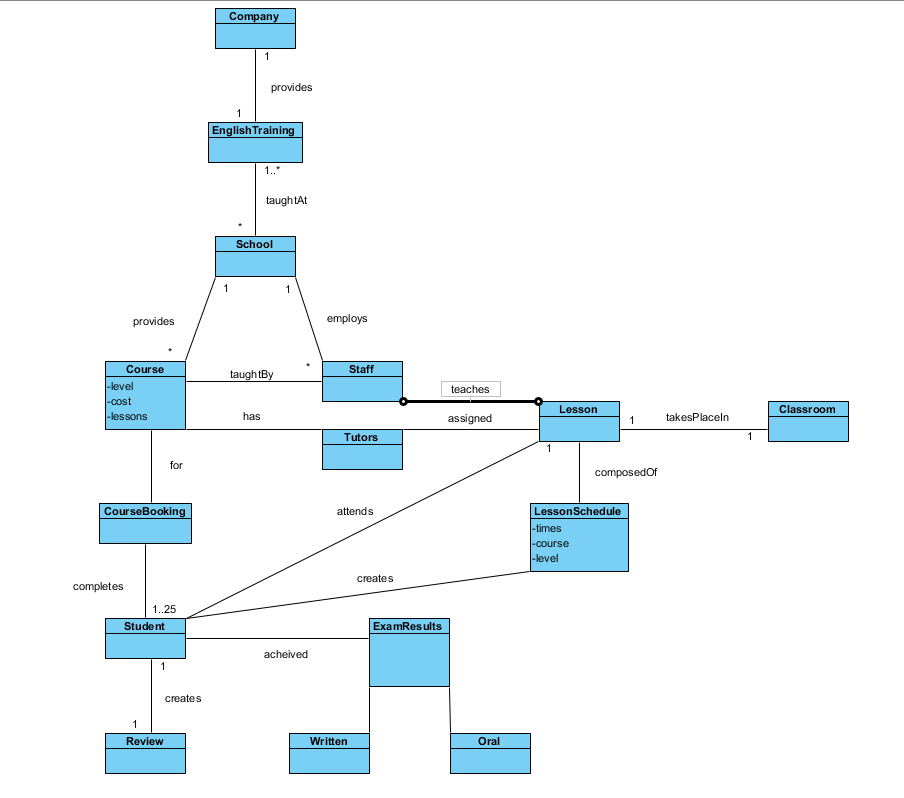 Company
1
provides
1
EnglishTraining
1..*
taughtAt
*
School
1
1
provides
employs
*
*
Course
-level
-cost
-lessons
taughtBy
Staff
teaches
has
Tutors
assigned
Lesson
1
takesPlaceIn
1
Classroom
1
for
attends
composedOf
CourseBooking
LessonSchedule
-times
-course
-level
completes
creates
1..25
Student
ExamResults
acheived
1
creates
1
Review
Written
Oral